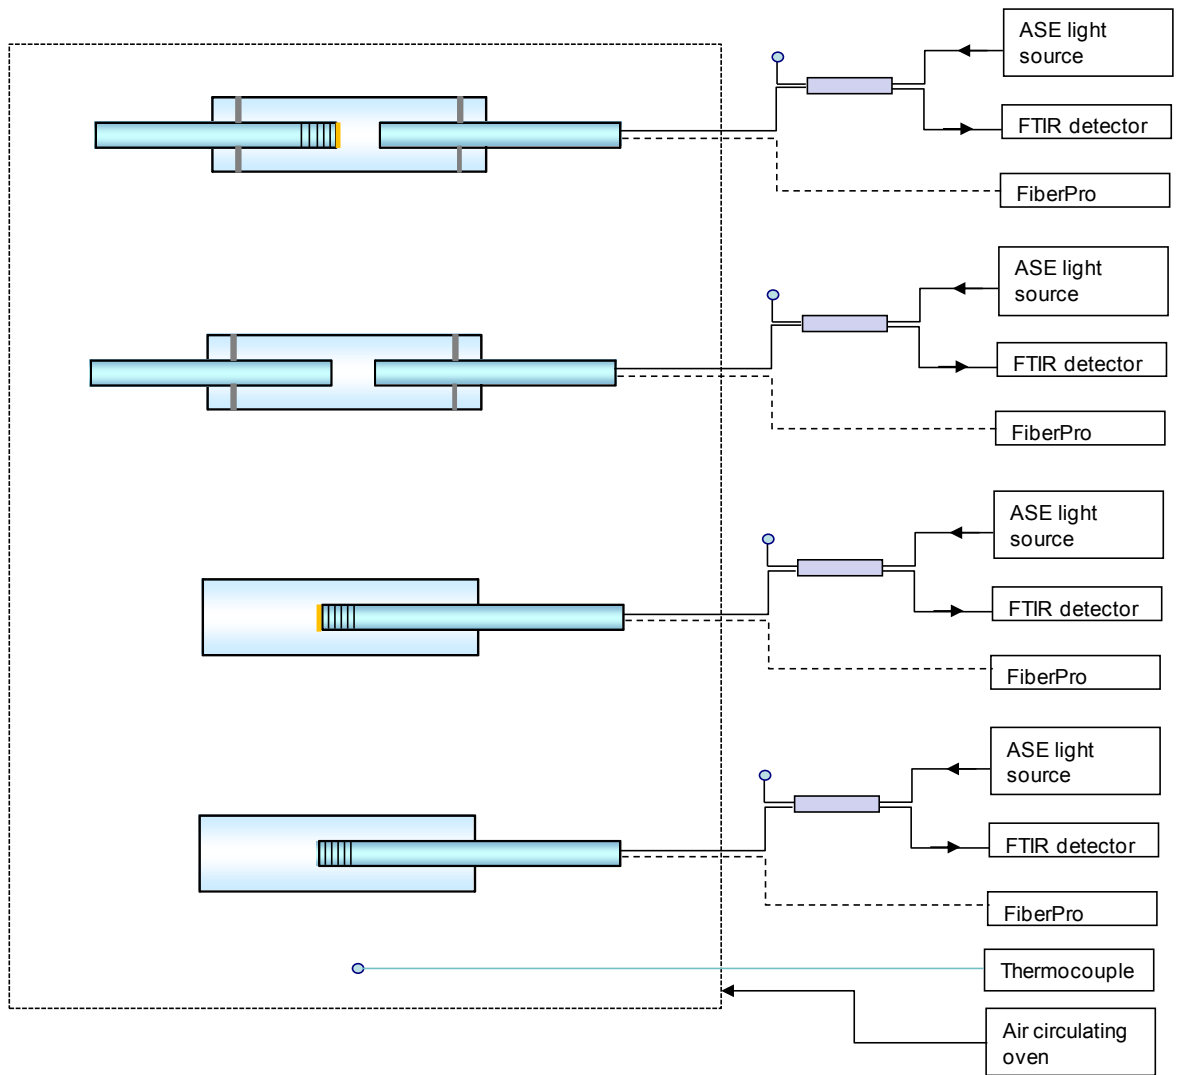 ASE light
source
FTIR detector
FiberPro
ASE light
source
FTIR detector
FiberPro
ASE light
source
FTIR detector
FiberPro
ASE light
source
FTIR detector
FiberPro
Thermocouple
Air circulating
oven